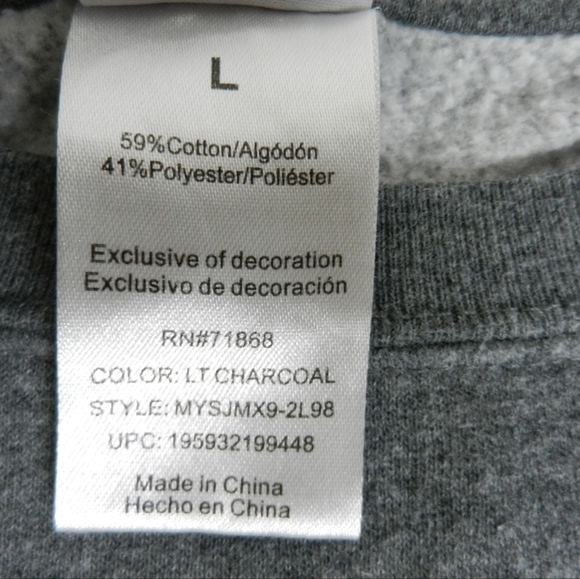 L
59%Cotton/Algódón
41%Polyester/Poliéster
Exclusive of decoration
Exclusivo de decoración
RN#71868
COLOR: LT CHARCOAL
STYLE: MYSJMX9-2L98
UPC: 195932199448
Made in China
Hecho en China